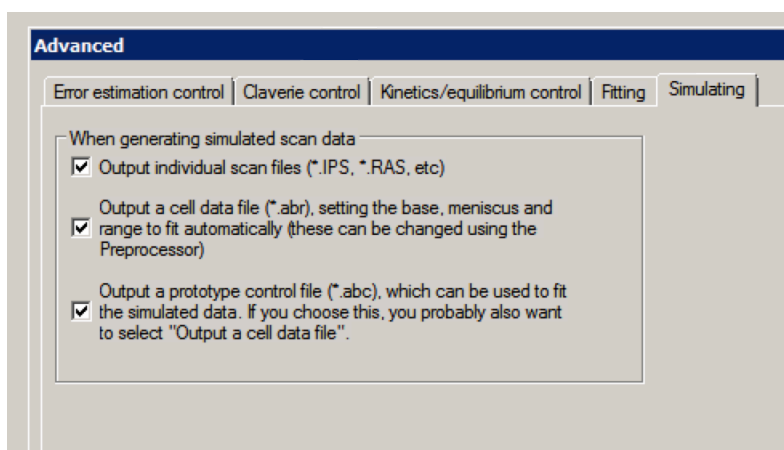 Advanced
Error estimation control Claverie control Kinetics/equilibrium control Fitting Simulating
When generating simulated scan data
Output individual scan files (*.IPS, *.RAS, etc)
Output a cell data file (*.abr), setting the base, meniscus and
range to fit automatically (these can be changed using the
Preprocessor)
Output a prototype control file (*.abc), which can be used to fit
the simulated data. If you choose this, you probably also want
to select "Output a cell data file".